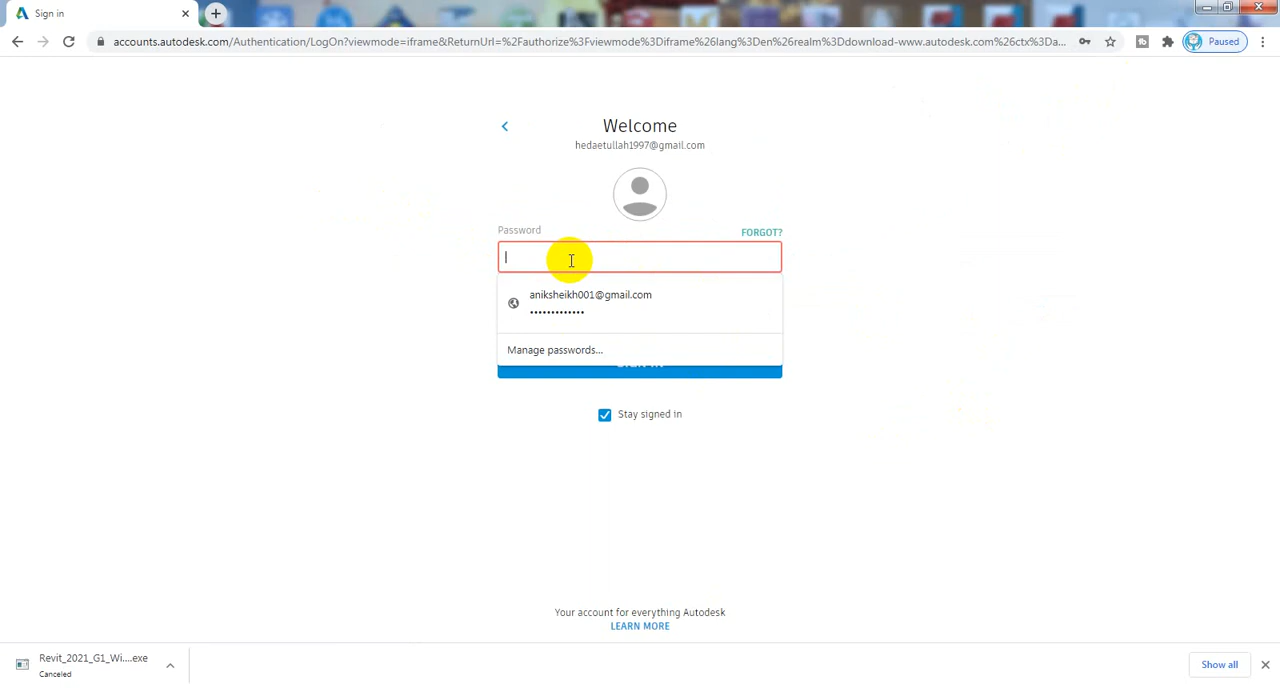 Sign in
accounts.autodesk.com/Authentication/LogOn?viewmode=iframe&ReturnUrl=%2Fauthorize%3Fviewmode%3Diframe%26lang%3Den%26realm%3Ddownload-www.autodesk.com%26ctx%3Da...
Paused
Welcome
hedaetullah1997@gmail.com
Password
FORGOT?
aniksheikh001@gmail.com
•••••••••••••
Manage passwords...
Stay signed in
Your account for everything Autodesk
LEARN MORE
Revit_2021_G1_Wi....exe
Canceled
Show all